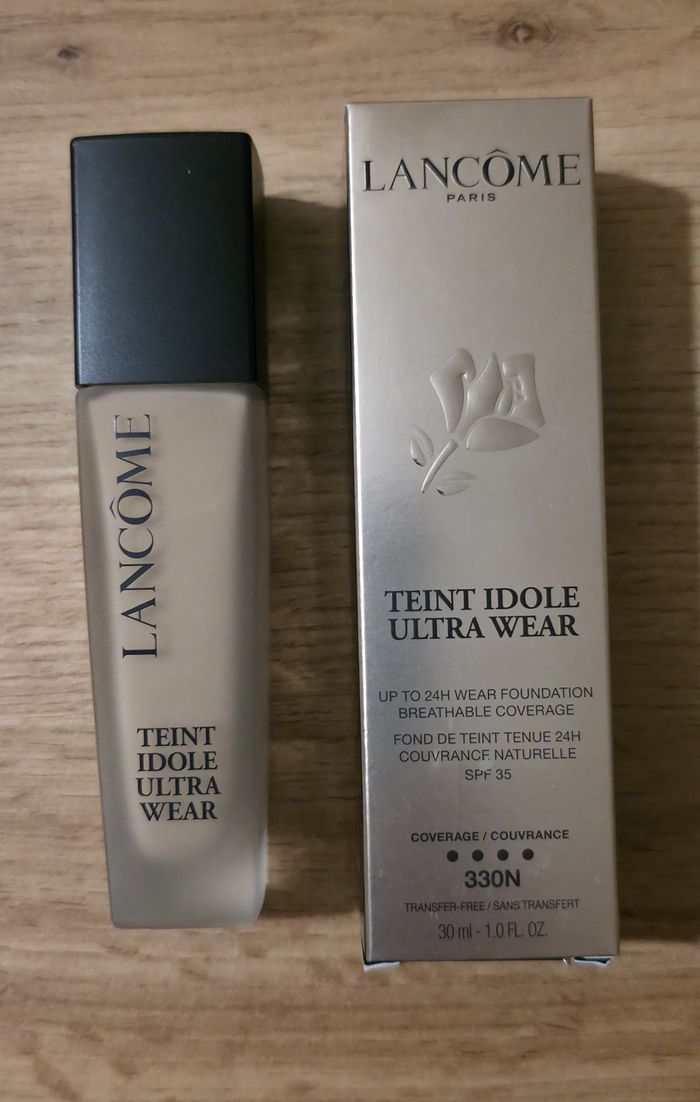 LANCÔME
TEINT
IDOLE
ULTRA
WEAR
LANCÔME
PARIS
TEINT IDOLE
ULTRA WEAR
UP TO 24H WEAR FOUNDATION
BREATHABLE COVERAGE
FOND DE TEINT TENUE 24H
COUVRANCE NATURELLE
SPF 35
COVERAGE / COUVRANCE
330N
TRANSFER-FREE / SANS TRANSFERT
30 ml - 1.0 FL. OZ.